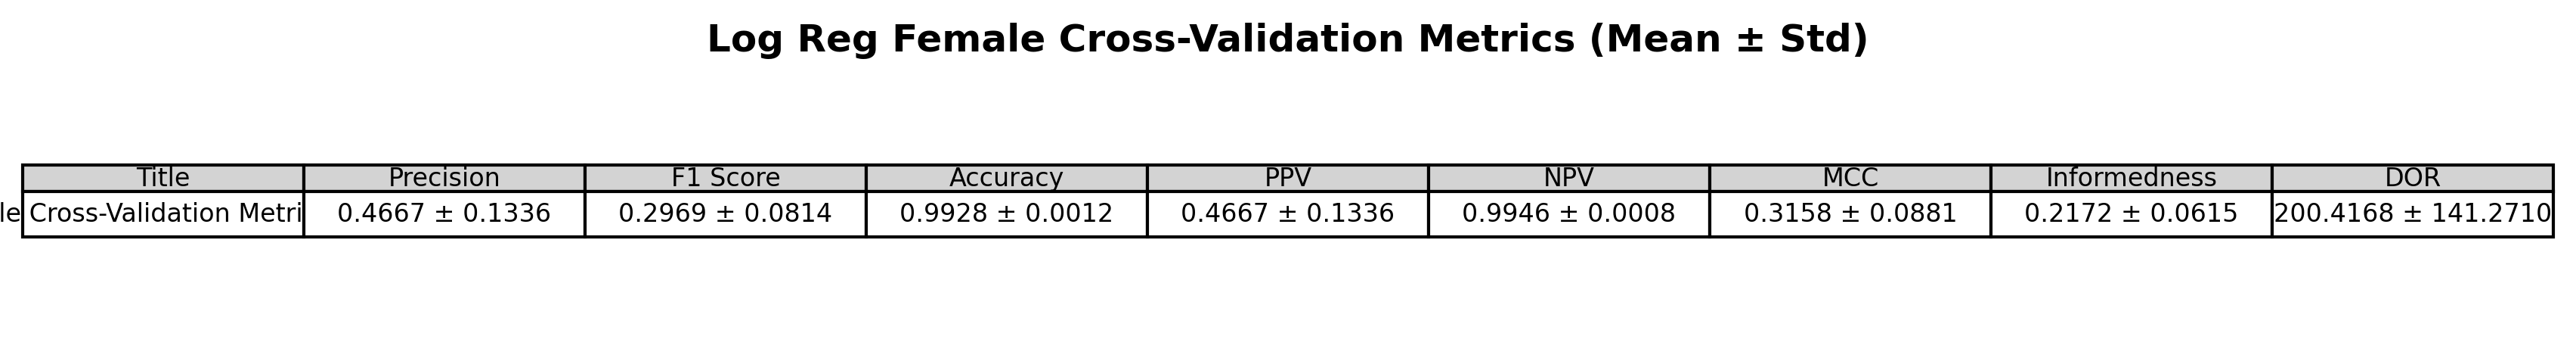 Log Reg Female Cross-Validation Metrics (Mean ± Std)
Title Precision F1 Score Accuracy PPV NPV MCC Informedness DOR
Cross-Validation 0.4667 ± 0.1336 0.2969 ± 0.0814 0.9928 ± 0.0012 0.4667 ± 0.1336 0.9946 ± 0.0008 0.3158 ± 0.0881 0.2172 ± 0.0615 200.4168 ± 141.2710